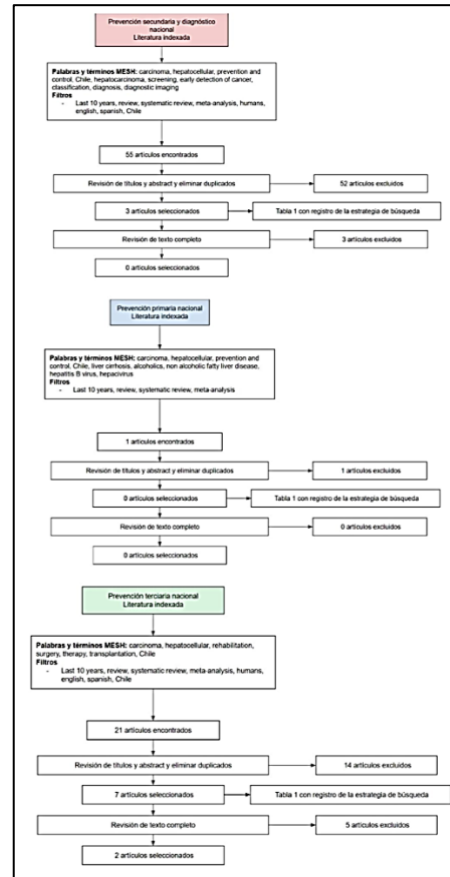 Prevención secundaria y diagnóstico
nacional
Literatura indexada
Palabras y términos MESH: carcinoma, hepatocellular, prevention and
control, Chile, hepatocarcinoma, screening, early detection of cancer,
classification, diagnosis, diagnostic imaging
Filtros
- Last 10 years, review, systematic review, meta-analysis, humans,
english, spanish, Chile
55 artículos encontrados
Revisión de títulos y abstract y eliminar duplicados
52 artículos excluidos
3 artículos seleccionados
Tabla 1 con registro de la estrategia de búsqueda
Revisión de texto completo
3 artículos excluidos
0 artículos seleccionados
Prevención primaria nacional
Literatura indexada
Palabras y términos MESH: carcinoma, hepatocellular, prevention and
control, Chile, liver cirrhosis, alcoholics, non alcoholic fatty liver disease,
hepatitis B virus, hepacivirus
Filtros
- Last 10 years, review, systematic review, meta-analysis
1 artículos encontrados
Revisión de títulos y abstract y eliminar duplicados
1 artículos excluidos
0 artículos seleccionados
Tabla 1 con registro de la estrategia de búsqueda
Revisión de texto completo
0 artículos excluidos
0 artículos seleccionados
Prevención terciaria nacional
Literatura indexada
Palabras y términos MESH: carcinoma, hepatocellular, rehabilitation,
surgery, therapy, transplantation, Chile
Filtros
- Last 10 years, review, systematic review, meta-analysis, humans,
english, spanish, Chile
21 artículos encontrados
Revisión de títulos y abstract y eliminar duplicados
14 artículos excluidos
7 artículos seleccionados
Tabla 1 con registro de la estrategia de búsqueda
Revisión de texto completo
5 artículos excluidos
2 artículos seleccionados